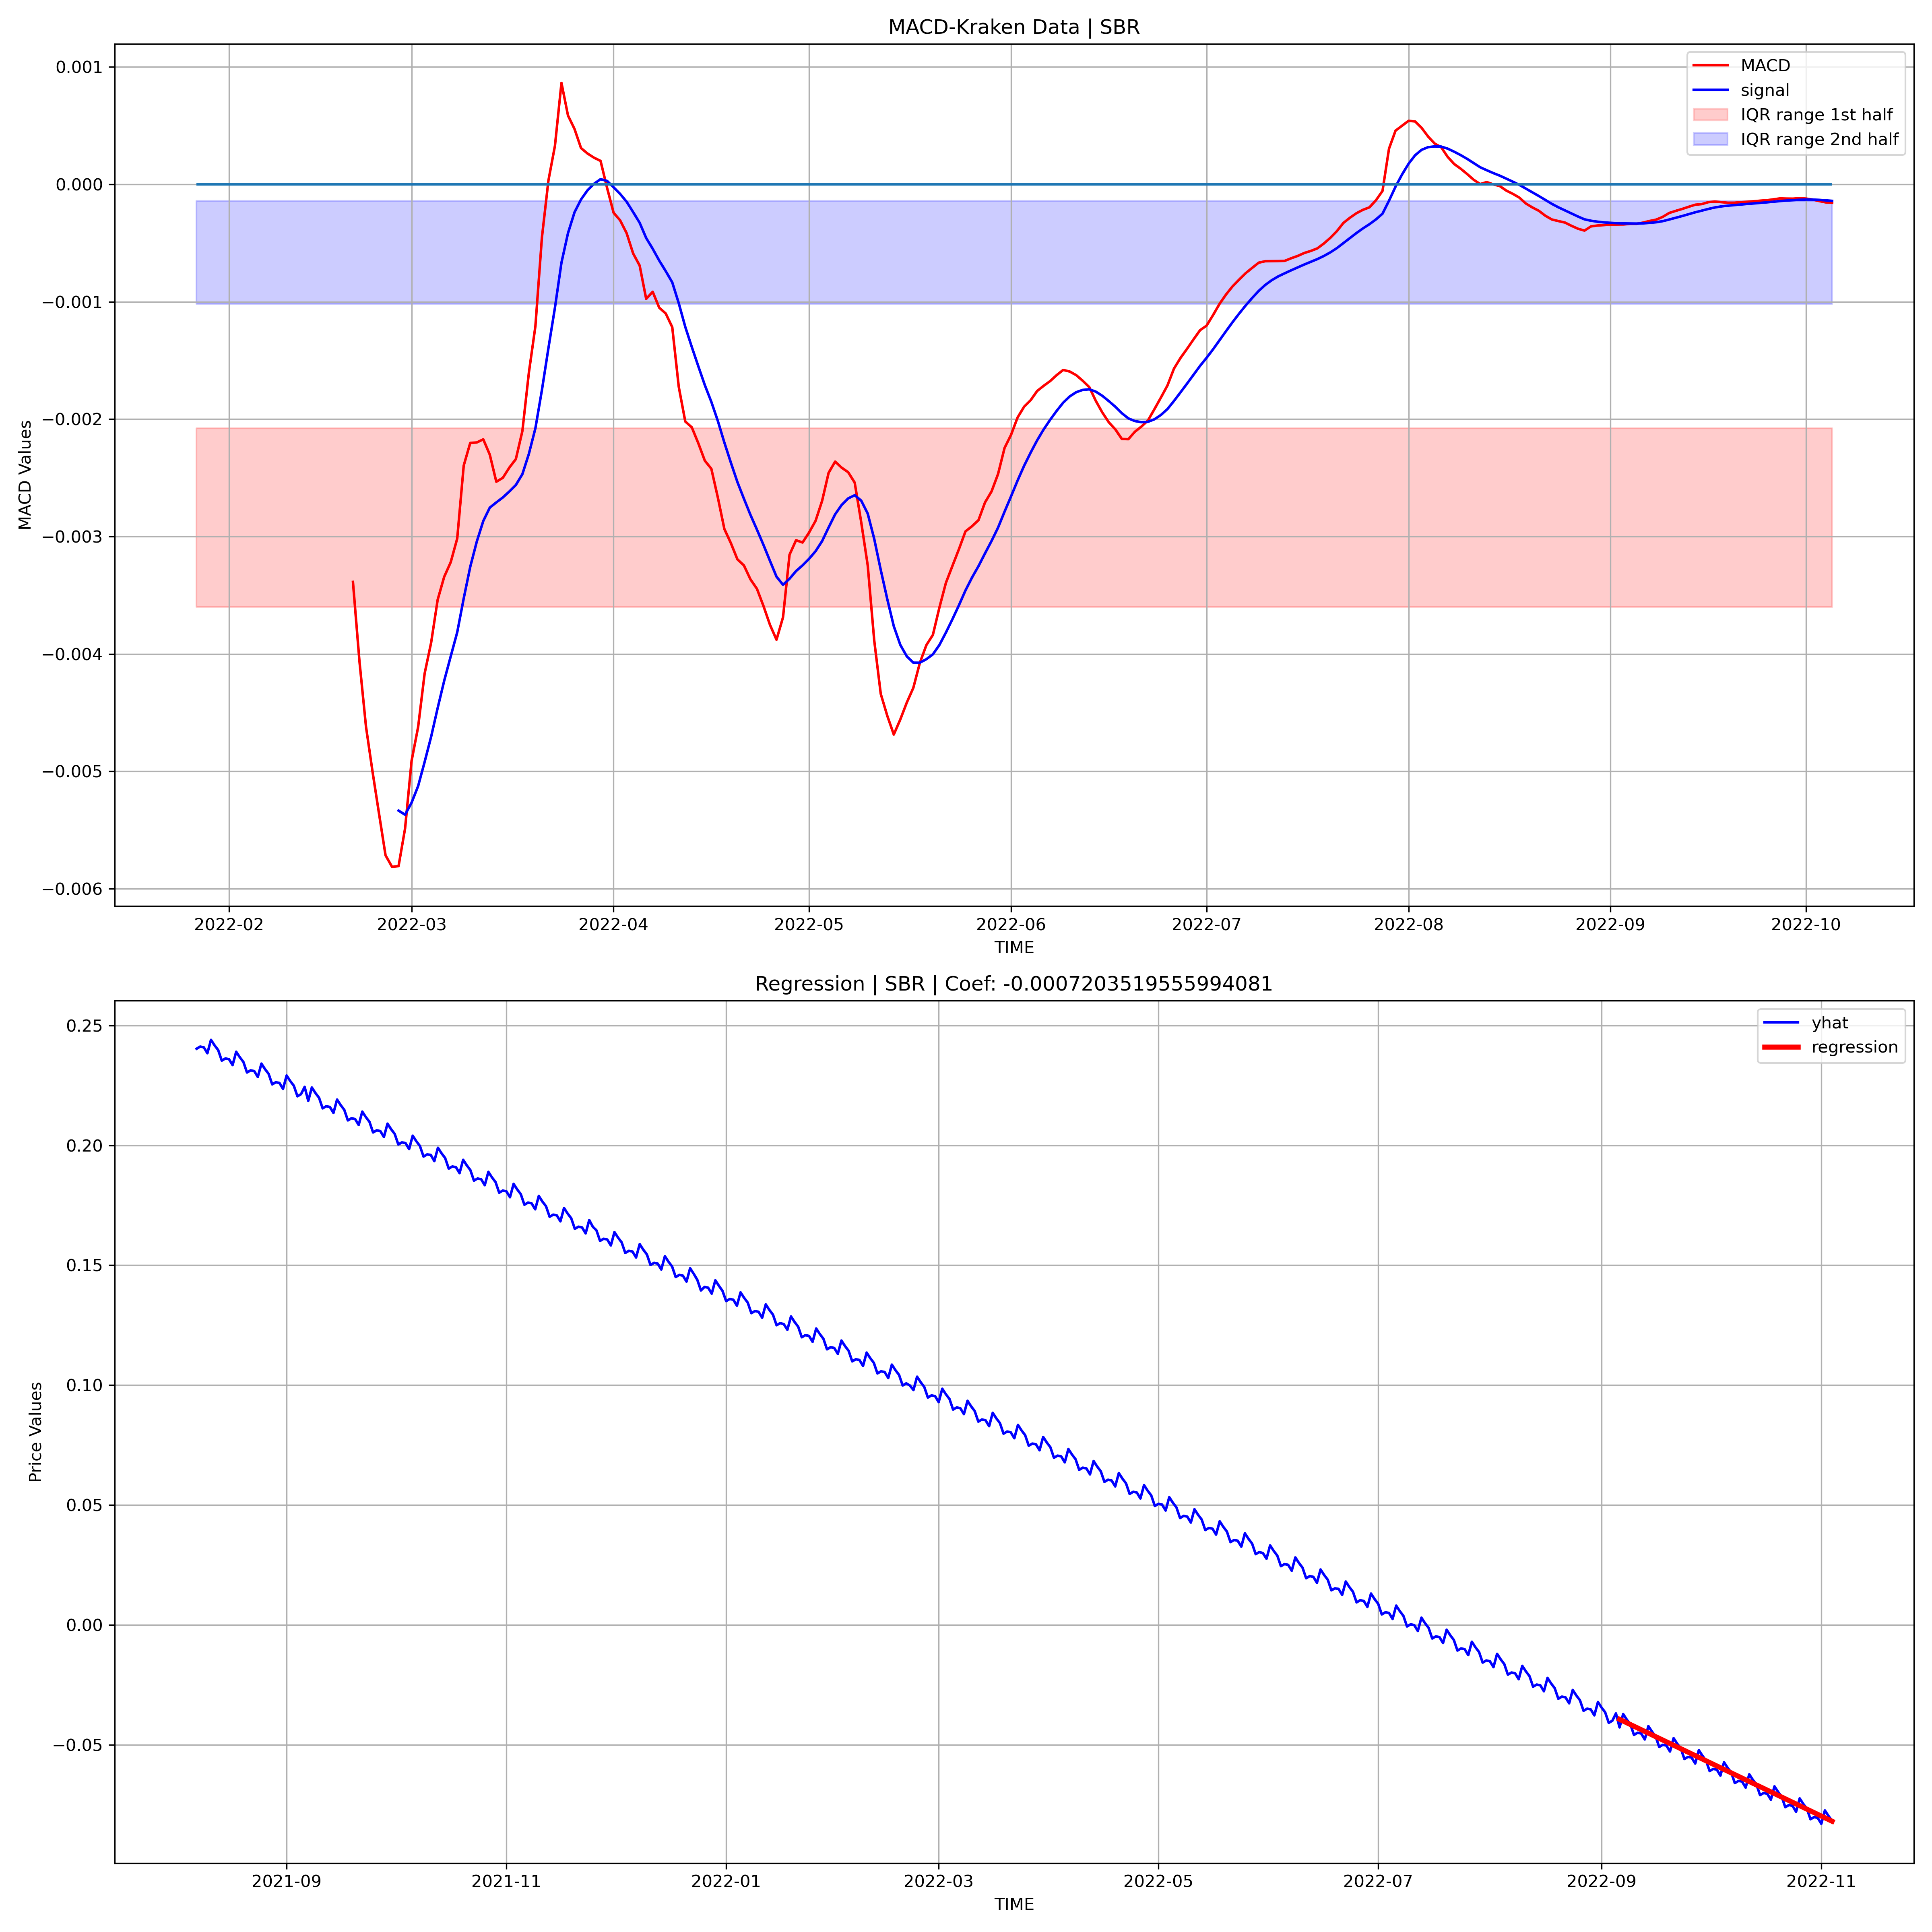 MACD-Kraken Data | SBR
MACD
signal
IQR range 1st half
IQR range 2nd half
0.001
0.000
−0.001
−0.002
−0.003
−0.004
−0.005
−0.006
MACD Values
2022-02 2022-03 2022-04 2022-05 2022-06 2022-07 2022-08 2022-09 2022-10
TIME
Regression | SBR | Coef: -0.0007203519555994081
yhat
regression
0.25
0.20
0.15
0.10
0.05
0.00
−0.05
Price Values
2021-09 2021-11 2022-01 2022-03 2022-05 2022-07 2022-09 2022-11
TIME